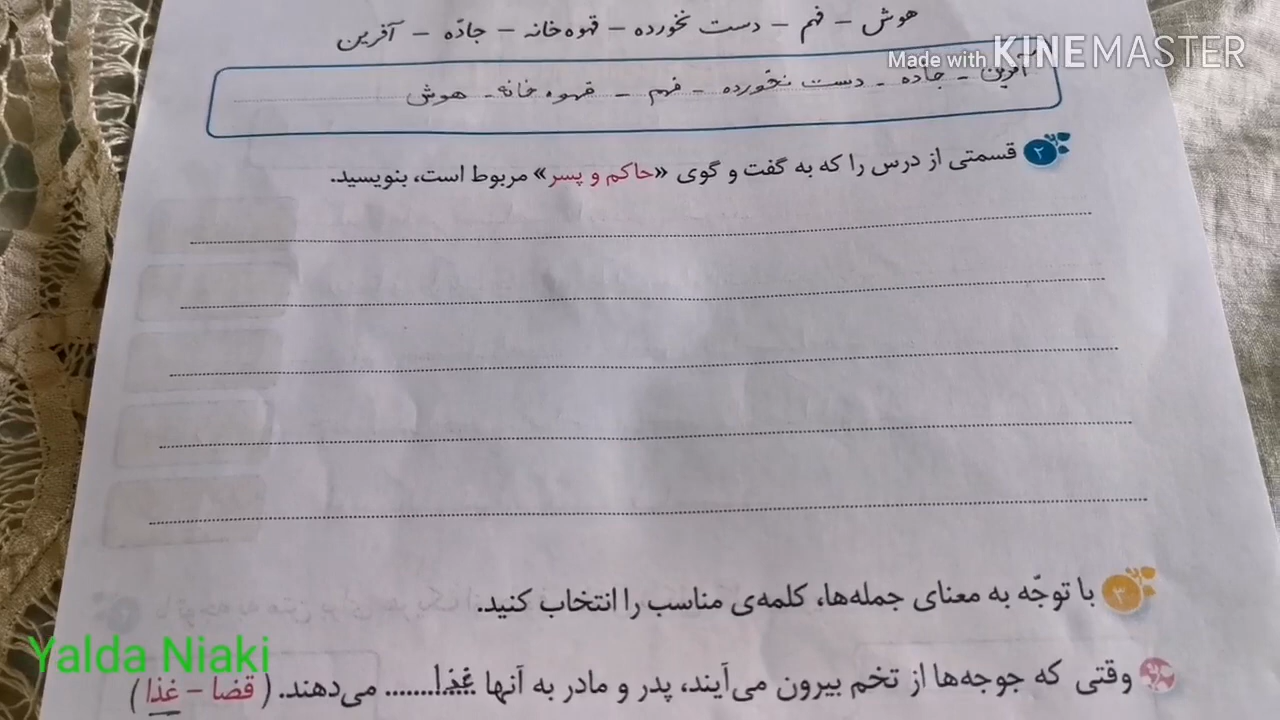 هوش – فهم – دست نخورده – قهوه‌خانه – جادّه – آفرین
Made with KINEMASTER
آفرین - جاده - دست نخورده - فهم - قهوه خانه - هوش
۲ قسمتی از درس را که به گفت و گوی «حاکم و پسر» مربوط است، بنویسید.
۳ با توجّه به معنای جمله‌ها، کلمه‌ی مناسب را انتخاب کنید.
وقتی که جوجه‌ها از تخم بیرون می‌آیند، پدر و مادر به آنها غذا....... می‌دهند. (قضا – غذا)
Yalda Niaki